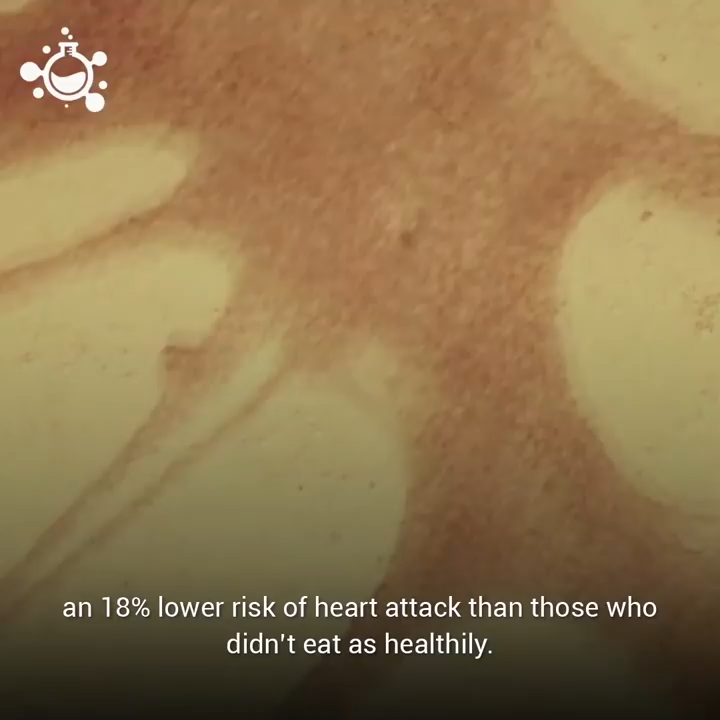 an 18% lower risk of heart attack than those who
didn't eat as healthily.